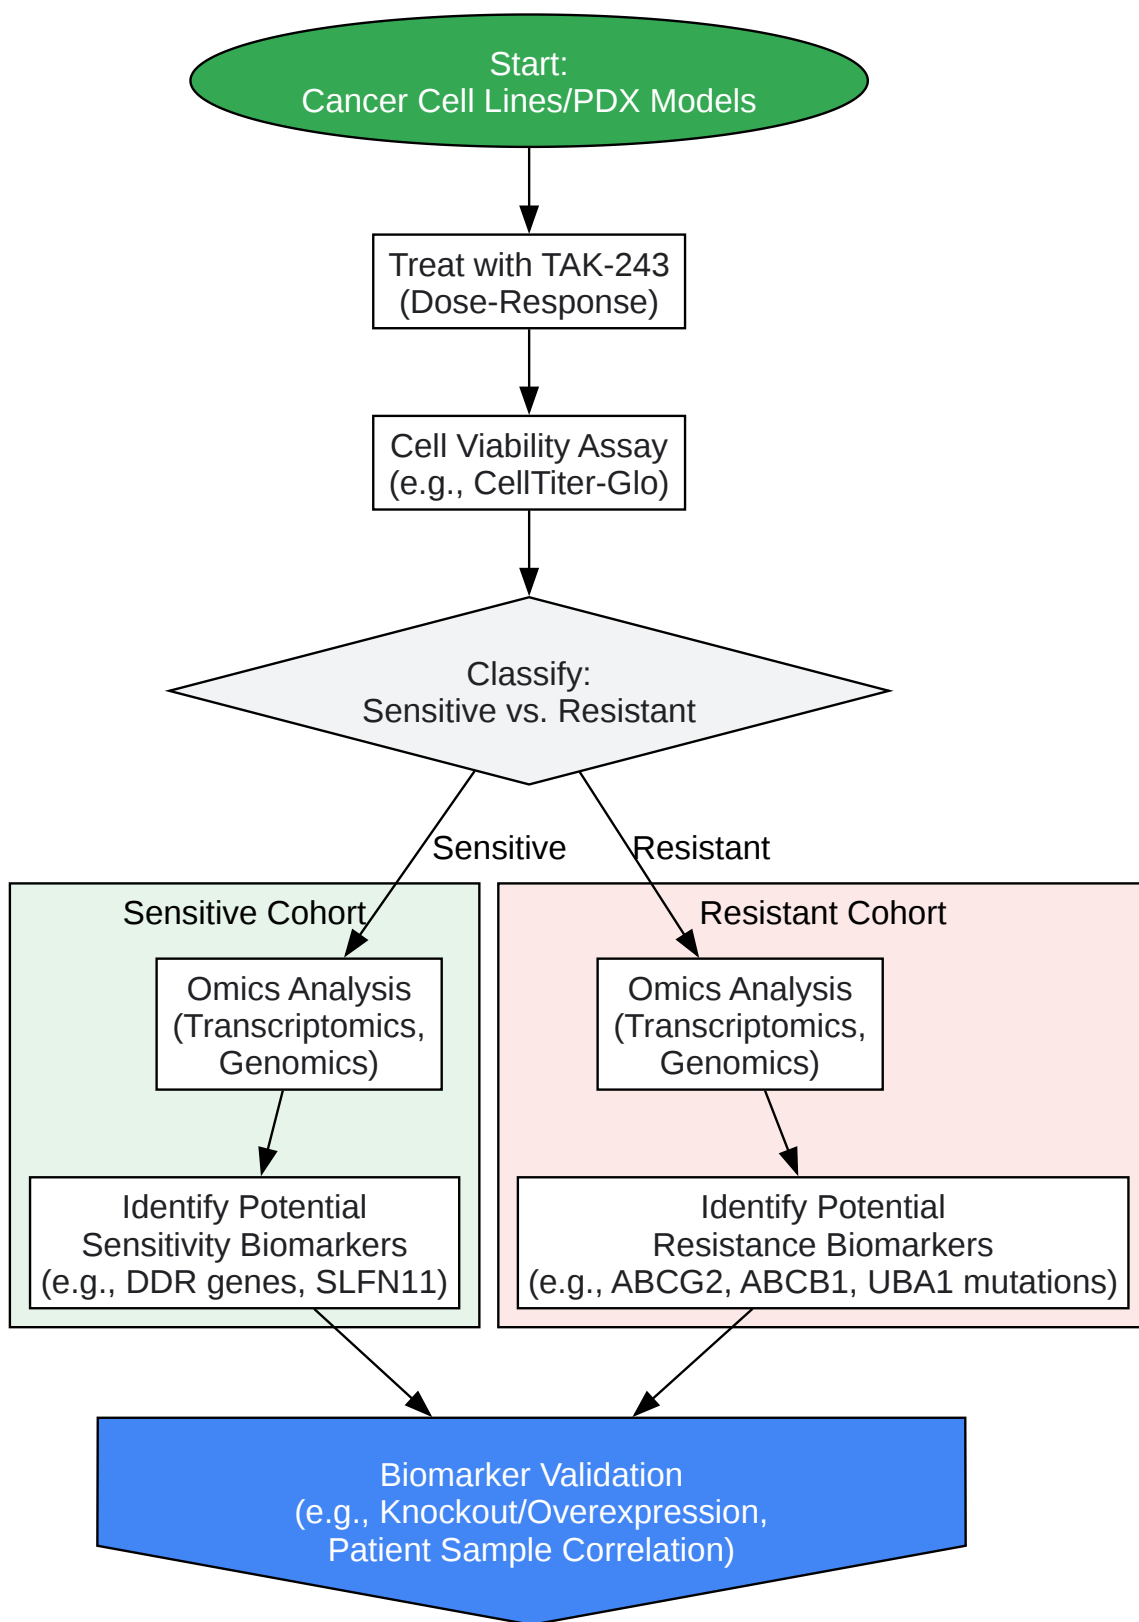 Start:
Cancer Cell Lines/PDX Models
Treat with TAK-243
(Dose-Response)
Cell Viability Assay
(e.g., CellTiter-Glo)
Classify:
Sensitive vs. Resistant
Sensitive
Resistant
Sensitive Cohort
Resistant Cohort
Omics Analysis
(Transcriptomics,
Genomics)
Omics Analysis
(Transcriptomics,
Genomics)
Identify Potential
Sensitivity Biomarkers
(e.g., DDR genes, SLFN11)
Identify Potential
Resistance Biomarkers
(e.g., ABCG2, ABCB1, UBA1 mutations)
Biomarker Validation
(e.g., Knockout/Overexpression,
Patient Sample Correlation)